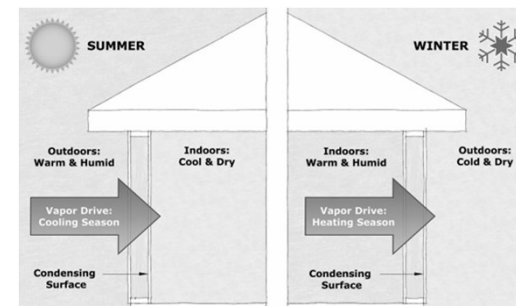 SUMMER
Outdoors:
Warm & Humid
Indoors:
Cool & Dry
Vapor Drive:
Cooling Season
Condensing
Surface
WINTER
Indoors:
Warm & Humid
Outdoors:
Cold & Dry
Vapor Drive:
Heating Season
Condensing
Surface